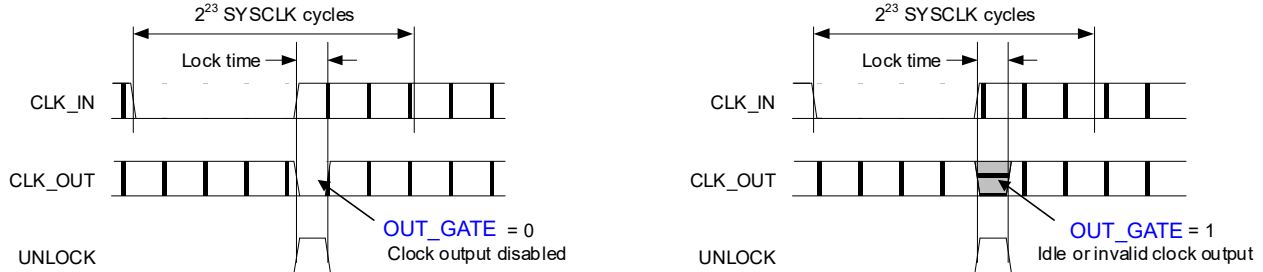 2²³ SYSCLK cycles
Lock time
CLK_IN
CLK_OUT
OUT_GATE = 0
Clock output disabled
UNLOCK
2²³ SYSCLK cycles
Lock time
CLK_IN
CLK_OUT
OUT_GATE = 1
Idle or invalid clock output
UNLOCK